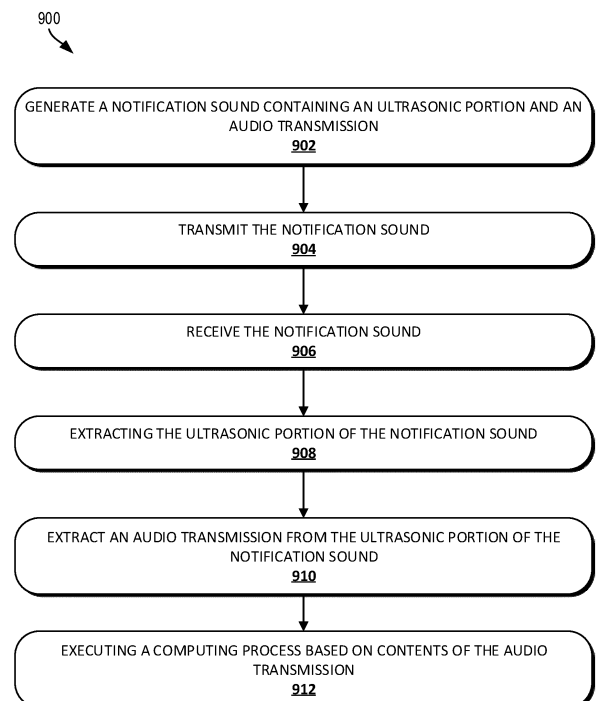 900
GENERATE A NOTIFICATION SOUND CONTAINING AN ULTRASONIC PORTION AND AN
AUDIO TRANSMISSION
902
TRANSMIT THE NOTIFICATION SOUND
904
RECEIVE THE NOTIFICATION SOUND
906
EXTRACTING THE ULTRASONIC PORTION OF THE NOTIFICATION SOUND
908
EXTRACT AN AUDIO TRANSMISSION FROM THE ULTRASONIC PORTION OF THE
NOTIFICATION SOUND
910
EXECUTING A COMPUTING PROCESS BASED ON CONTENTS OF THE AUDIO
TRANSMISSION
912